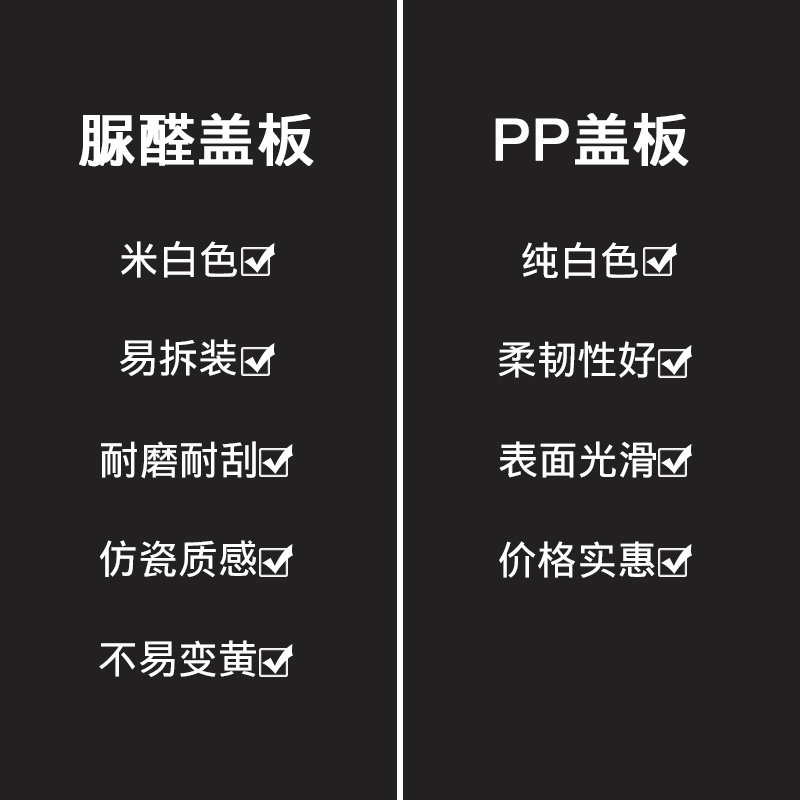 脲醛盖板
米白色☑
易拆装☑
耐磨耐刮☑
仿瓷质感☑
不易变黄☑
PP盖板
纯白色☑
柔韧性好☑
表面光滑☑
价格实惠☑